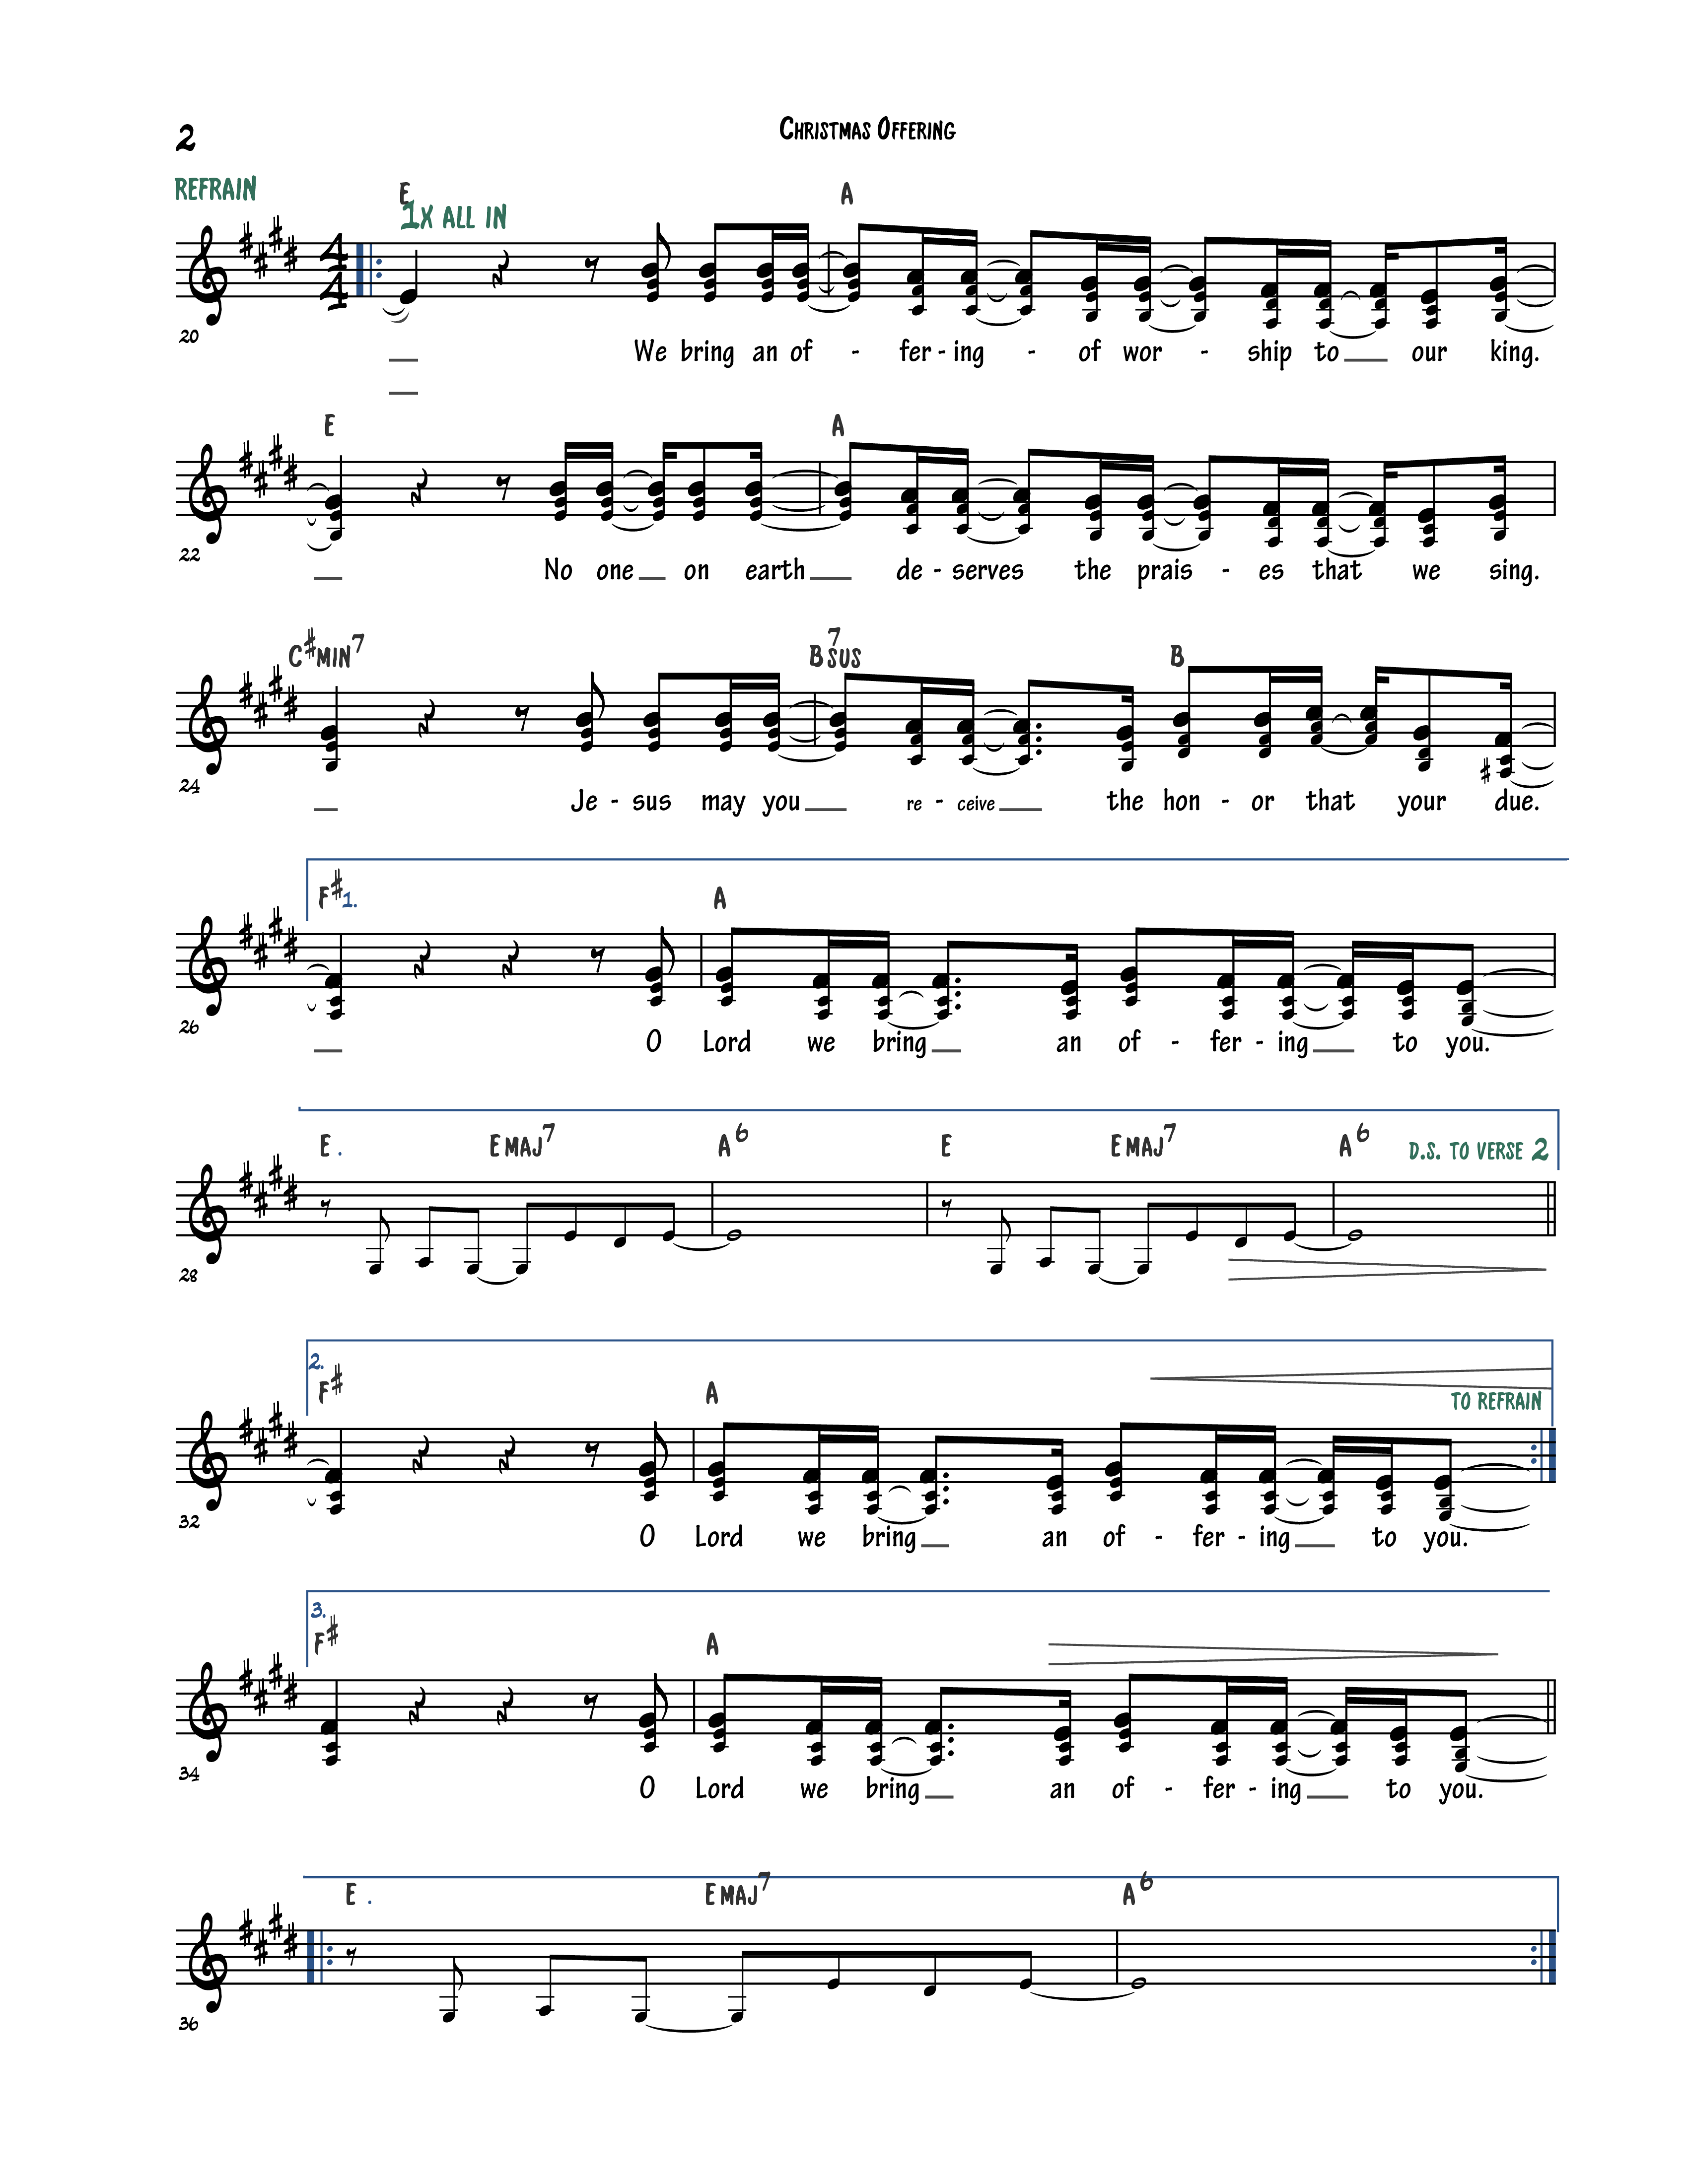 2
Christmas Offering
REFRAIN
E A
1X ALL IN
4
4
20
We bring an of - fer - ing - of wor - ship to our king.
E A
22
No one on earth de - serves the prais - es that we sing.
C#MIN7 B7SUS B
24
Je - sus may you re - ceive the hon - or that your due.
F# 1. A
26
O Lord we bring an of - fer - ing to you.
E . EMAJ7 A6 E EMAJ7 A6 D.S. TO VERSE 2
28
2.
F# A
TO REFRAIN
32
O Lord we bring an of - fer - ing to you.
3.
F# A
34
O Lord we bring an of - fer - ing to you.
E . EMAJ7 A6
36